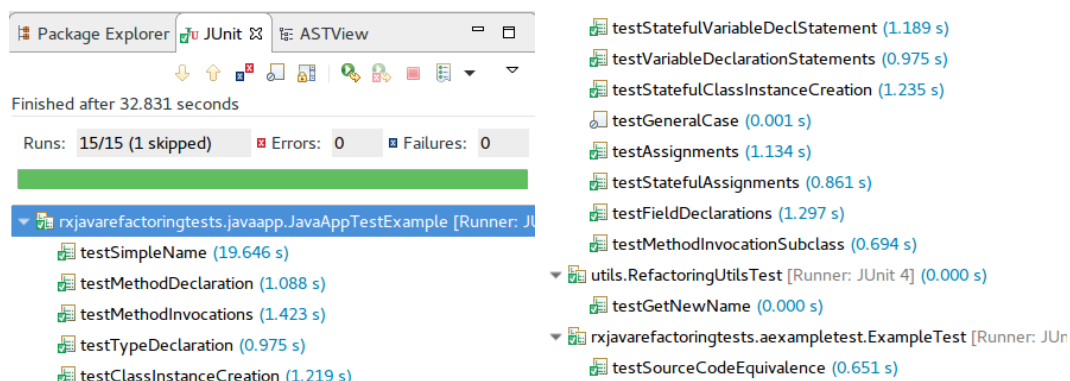 Package Explorer JUnit ASTView
Finished after 32.831 seconds
Runs: 15/15 (1 skipped) Errors: 0 Failures: 0
rxjavarefactoringtests.javaapp.JavaAppTestExample [Runner: JU
testSimpleName (19.646 s)
testMethodDeclaration (1.088 s)
testMethodInvocations (1.423 s)
testTypeDeclaration (0.975 s)
testClassInstanceCreation (1.219 s)
testStatefulVariableDeclStatement (1.189 s)
testVariableDeclarationStatements (0.975 s)
testStatefulClassInstanceCreation (1.235 s)
testGeneralCase (0.001 s)
testAssignments (1.134 s)
testStatefulAssignments (0.861 s)
testFieldDeclarations (1.297 s)
testMethodInvocationSubclass (0.694 s)
utils.RefactoringUtilsTest [Runner: JUnit 4] (0.000 s)
testGetNewName (0.000 s)
rxjavarefactoringtests.aexampletest.ExampleTest [Runner: JUn
testSourceCodeEquivalence (0.651 s)